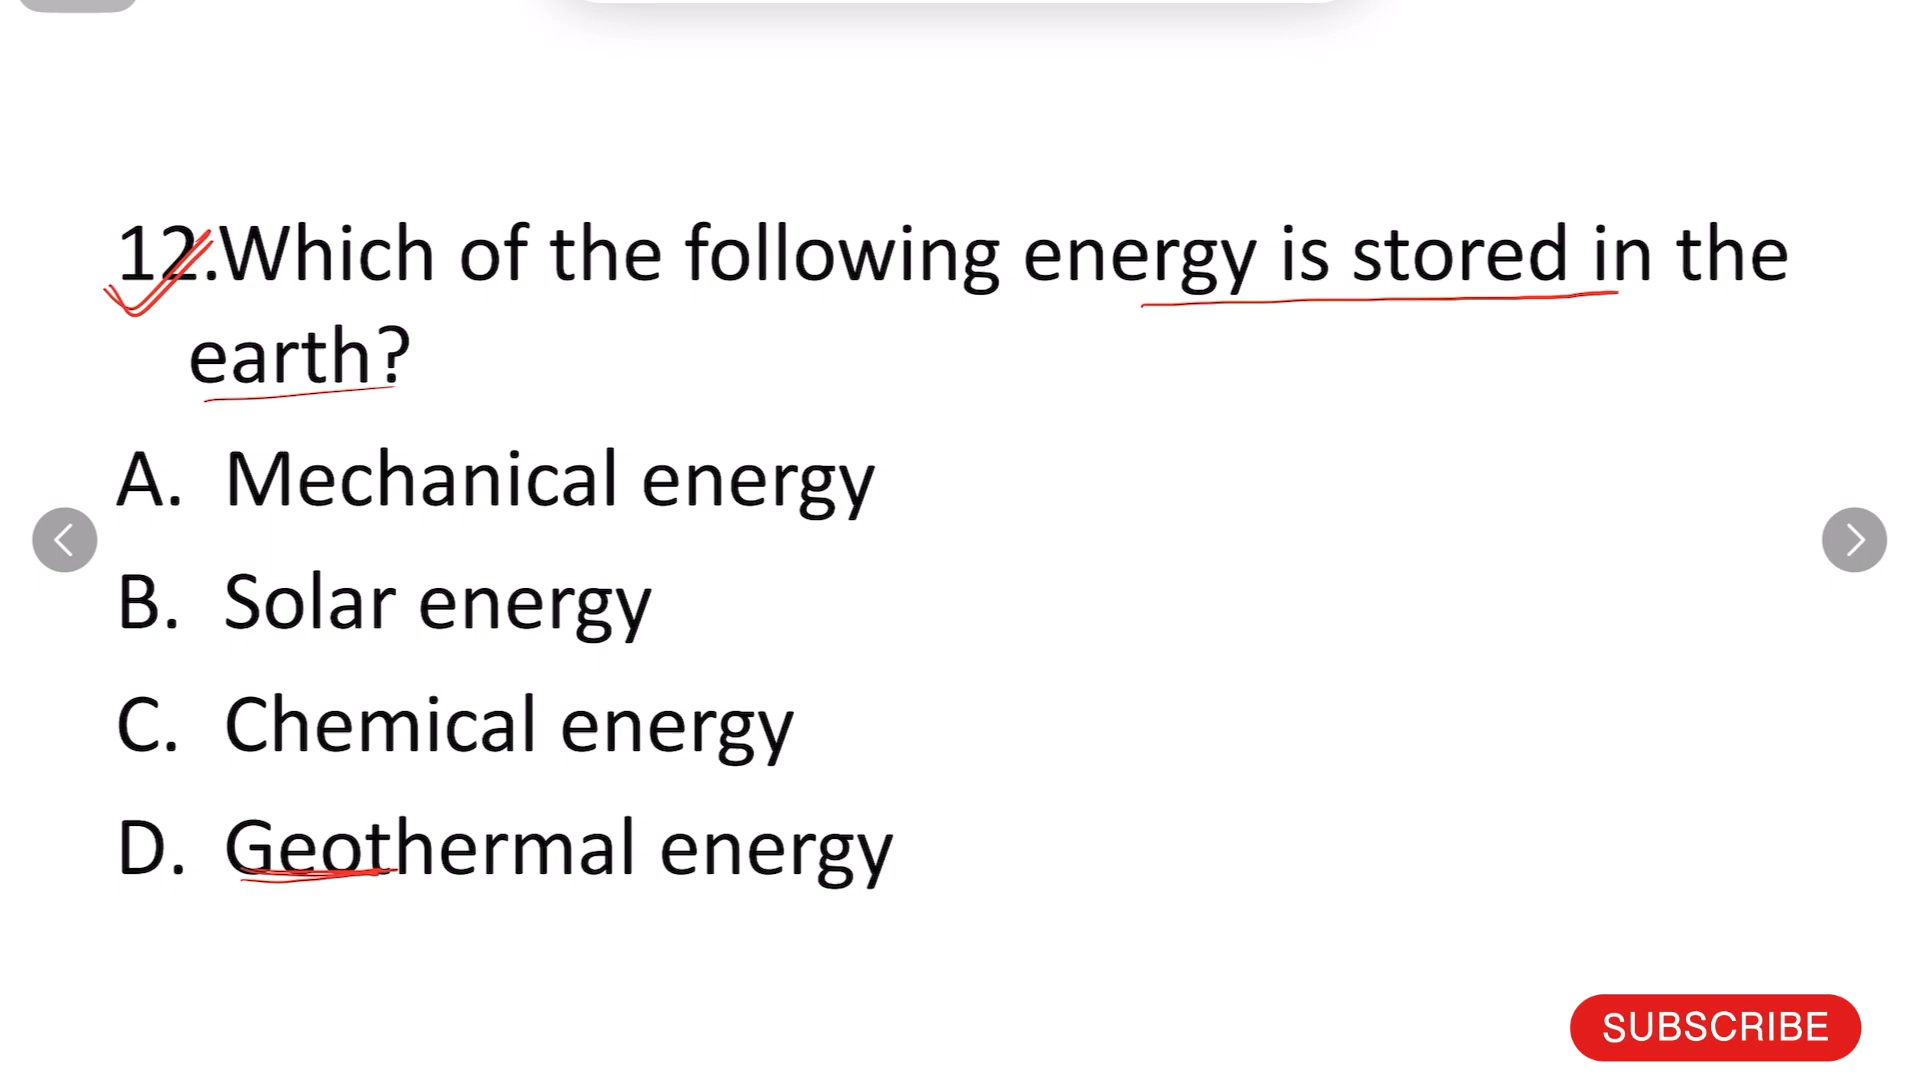 12.Which of the following energy is stored in the
earth?
A. Mechanical energy
B. Solar energy
C. Chemical energy
D. Geothermal energy
SUBSCRIBE